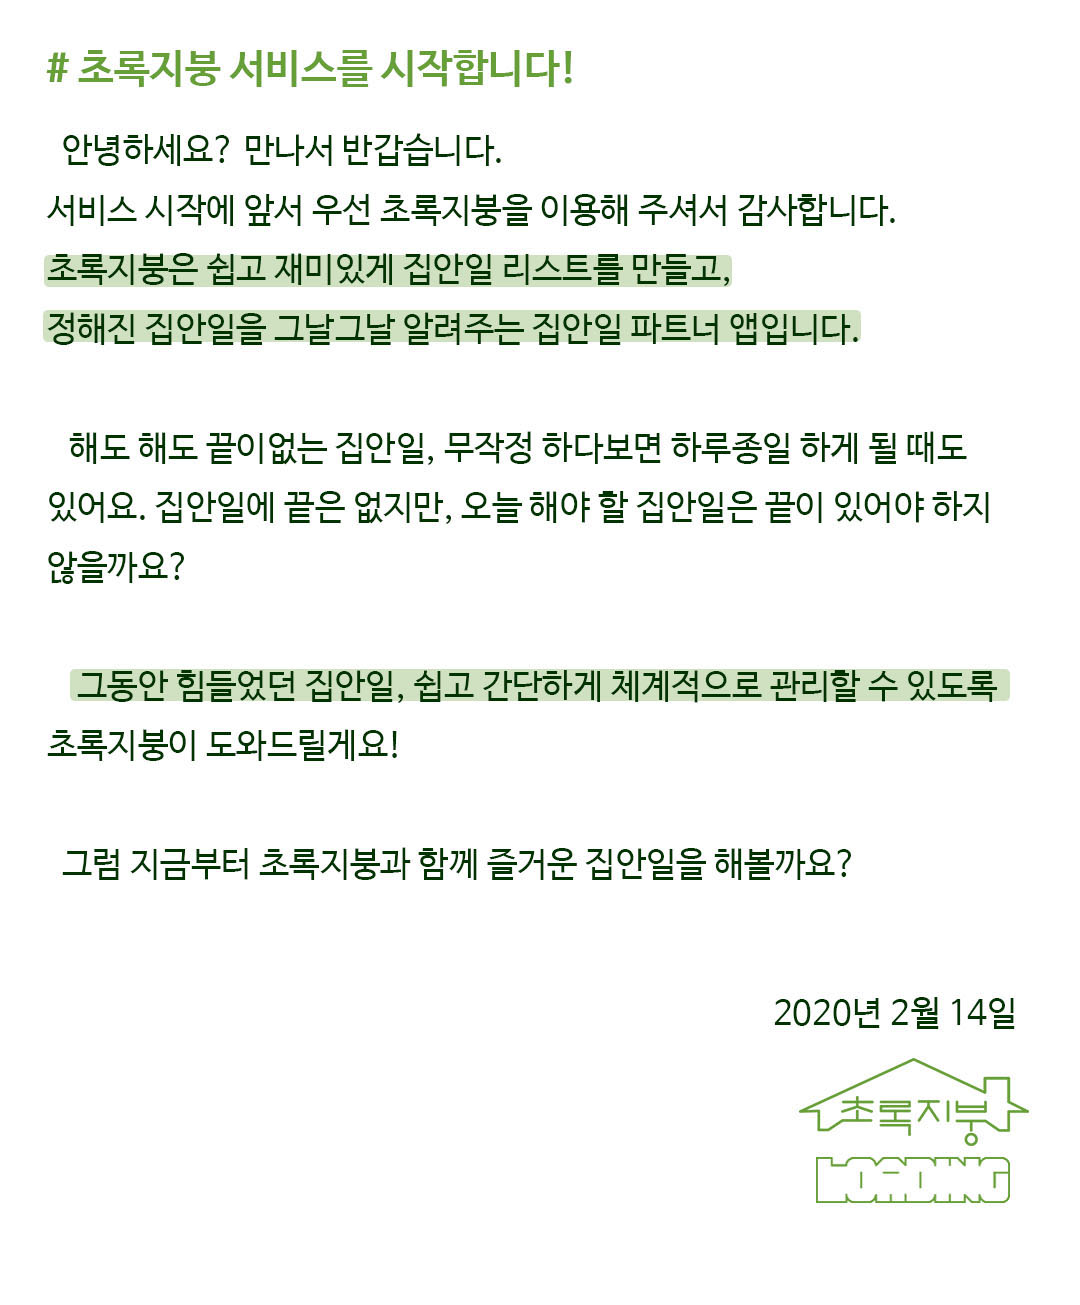 # 초록지붕 서비스를 시작합니다!
안녕하세요? 만나서 반갑습니다.
서비스 시작에 앞서 우선 초록지붕을 이용해 주셔서 감사합니다.
초록지붕은 쉽고 재미있게 집안일 리스트를 만들고,
정해진 집안일을 그날그날 알려주는 집안일 파트너 앱입니다.
해도 해도 끝이없는 집안일, 무작정 하다보면 하루종일 하게 될 때도
있어요. 집안일에 끝은 없지만, 오늘 해야 할 집안일은 끝이 있어야 하지
않을까요?
그동안 힘들었던 집안일, 쉽고 간단하게 체계적으로 관리할 수 있도록
초록지붕이 도와드릴게요!
그럼 지금부터 초록지붕과 함께 즐거운 집안일을 해볼까요?
2020년 2월 14일
초록지붕
LOADING